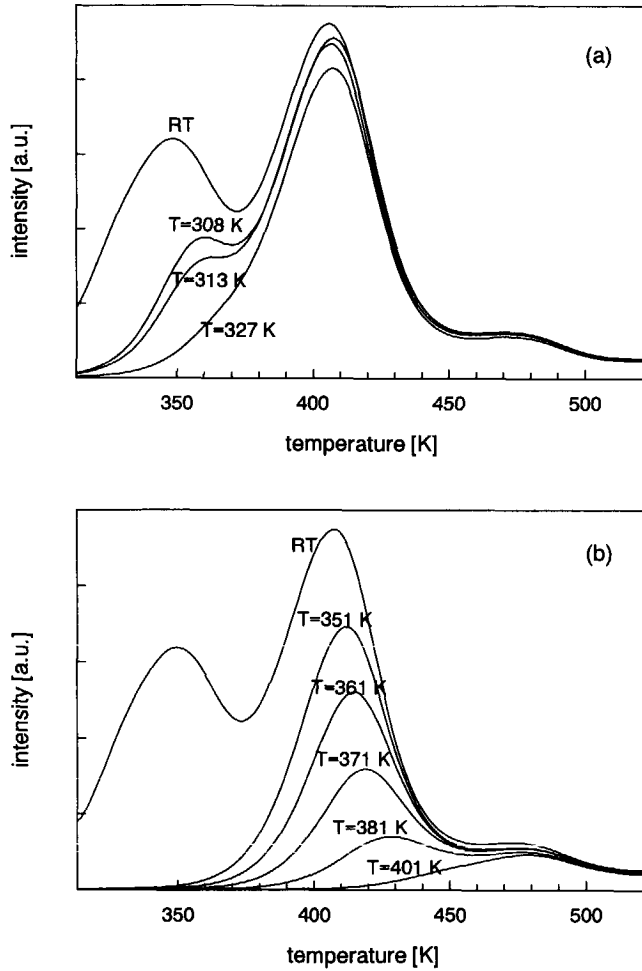 (a)
RT
T=308 K
T=313 K
T=327 K
intensity [a.u.]
350 400 450 500
temperature [K]
(b)
RT
T=351 K
T=361 K
T=371 K
T=381 K
T=401 K
intensity [a.u.]
350 400 450 500
temperature [K]